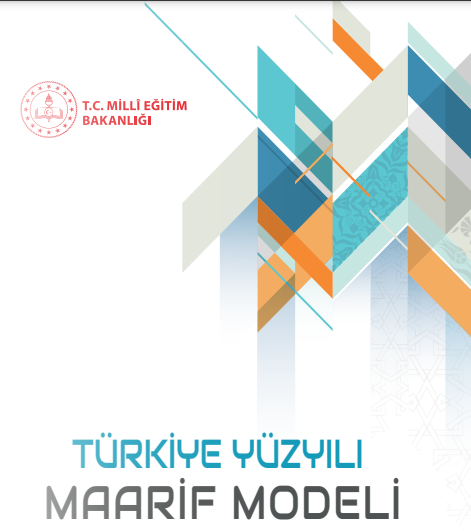 T.C. MİLLÎ EĞİTİM
BAKANLIĞI
TÜRKİYE YÜZYILI
MAARİF MODELİ